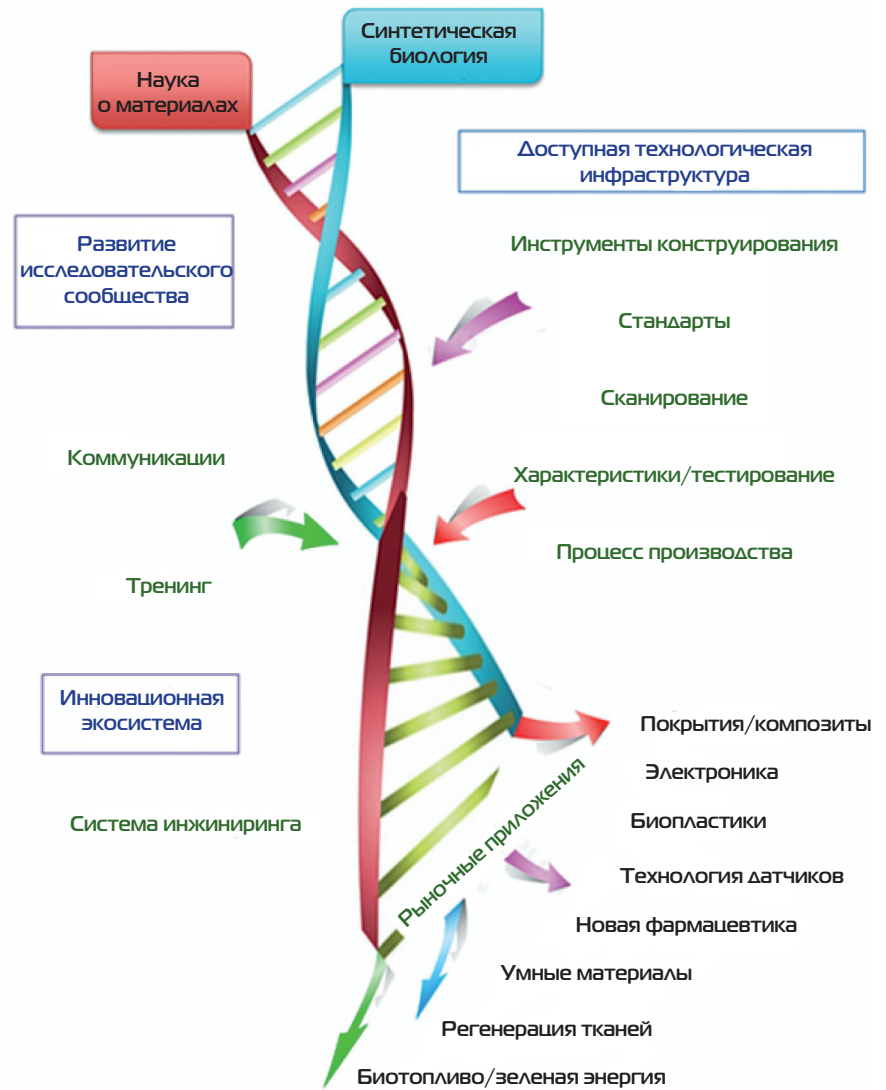 Синтетическая
биология
Наука
о материалах
Доступная технологическая
инфраструктура
Развитие
исследовательского
сообщества
Инструменты конструирования
Стандарты
Сканирование
Коммуникации
Характеристики/тестирование
Процесс производства
Тренинг
Инновационная
экосистема
Система инжиниринга
Рыночные приложения
Покрытия/композиты
Электроника
Биопластики
Технология датчиков
Новая фармацевтика
Умные материалы
Регенерация тканей
Биотопливо/зеленая энергия